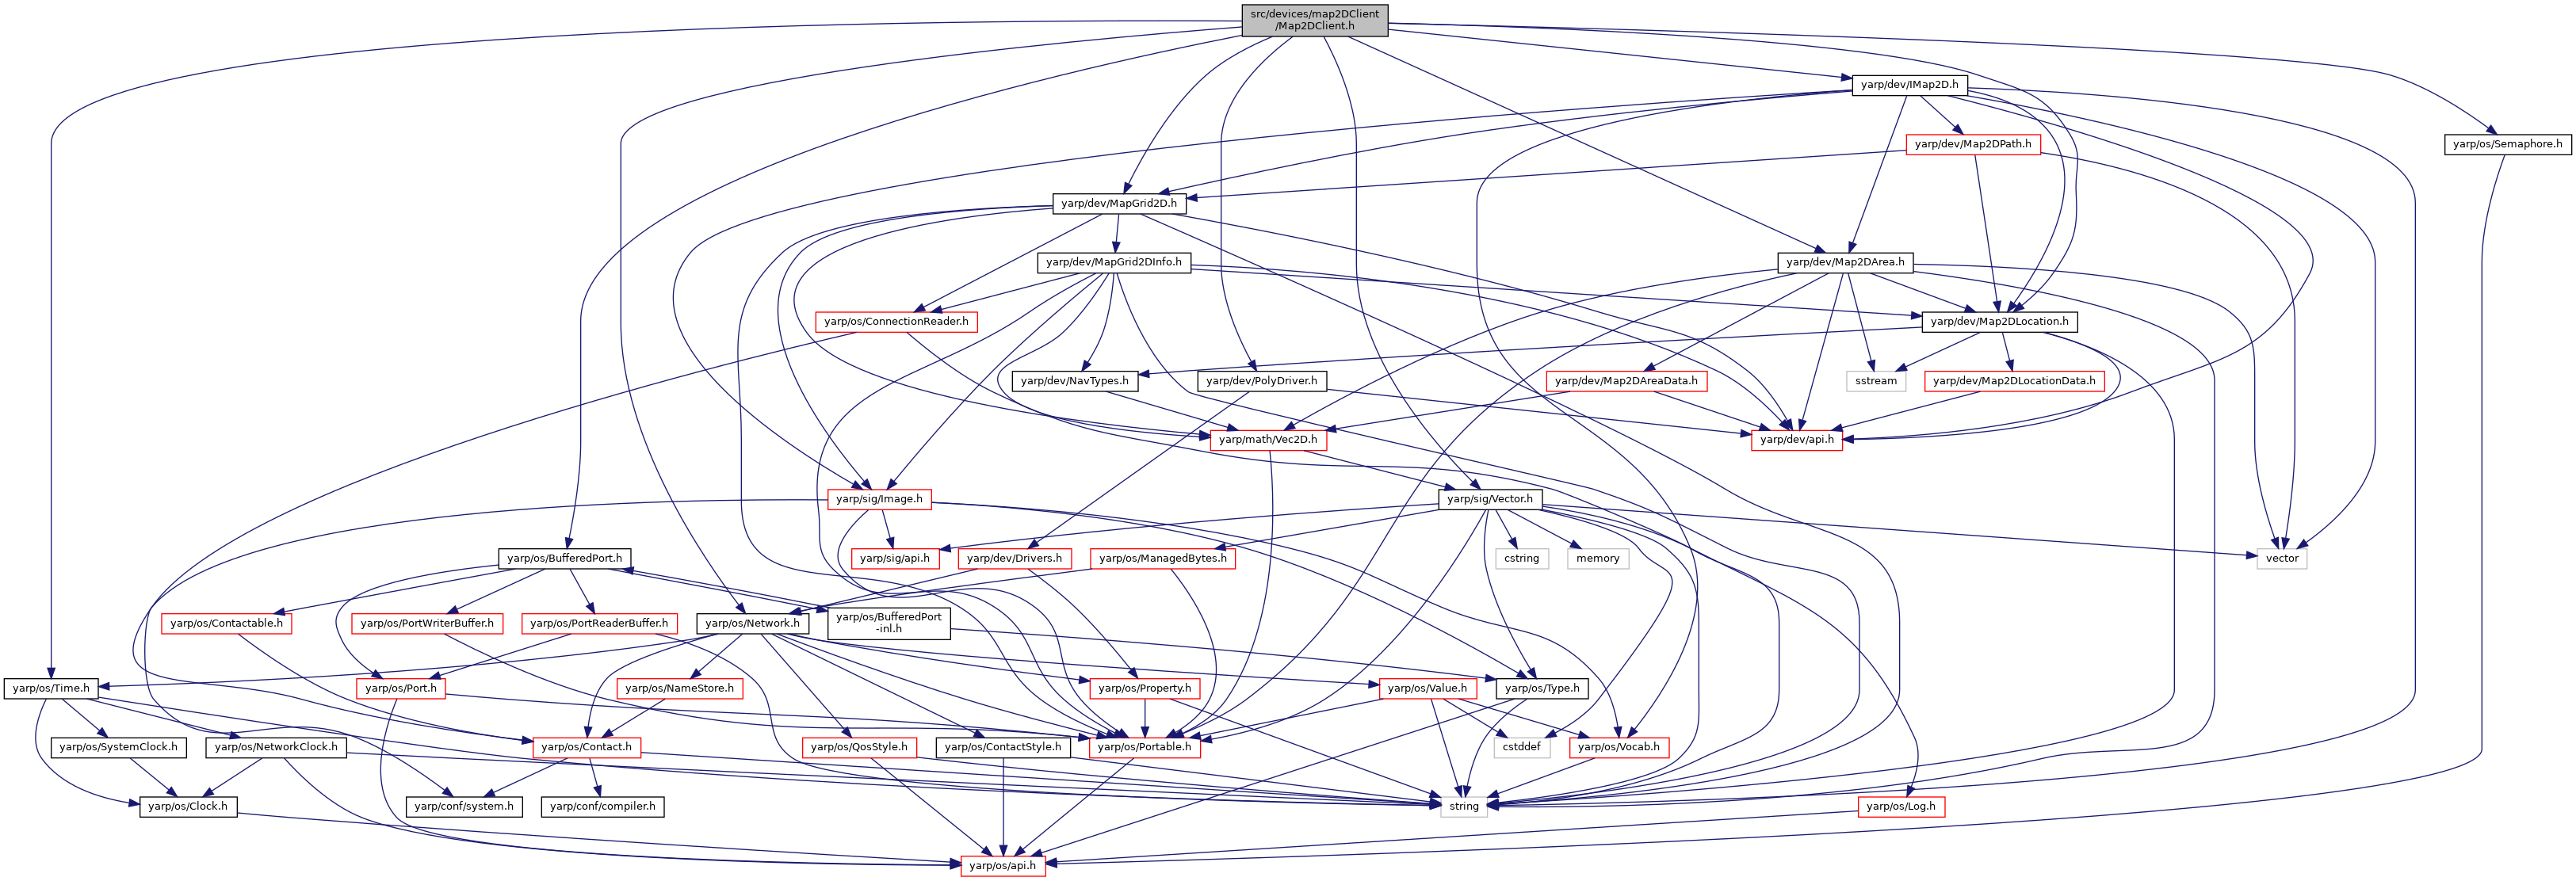 src/devices/map2DClient
/Map2DClient.h
yarp/dev/IMap2D.h
yarp/dev/Map2DPath.h
yarp/os/Semaphore.h
yarp/dev/MapGrid2D.h
yarp/dev/MapGrid2DInfo.h
yarp/dev/Map2DArea.h
yarp/os/ConnectionReader.h
yarp/dev/Map2DLocation.h
yarp/dev/NavTypes.h
yarp/dev/PolyDriver.h
yarp/dev/Map2DAreaData.h
sstream
yarp/dev/Map2DLocationData.h
yarp/math/Vec2D.h
yarp/dev/api.h
yarp/sig/Image.h
yarp/sig/Vector.h
yarp/os/BufferedPort.h
yarp/sig/api.h
yarp/dev/Drivers.h
yarp/os/ManagedBytes.h
cstring
memory
vector
yarp/os/Contactable.h
yarp/os/PortWriterBuffer.h
yarp/os/PortReaderBuffer.h
yarp/os/Network.h
yarp/os/BufferedPort
-inl.h
yarp/os/Time.h
yarp/os/Port.h
yarp/os/NameStore.h
yarp/os/Property.h
yarp/os/Value.h
yarp/os/Type.h
yarp/os/SystemClock.h
yarp/os/NetworkClock.h
yarp/os/Contact.h
yarp/os/QosStyle.h
yarp/os/ContactStyle.h
yarp/os/Portable.h
cstddef
yarp/os/Vocab.h
yarp/os/Clock.h
yarp/conf/system.h
yarp/conf/compiler.h
string
yarp/os/Log.h
yarp/os/api.h